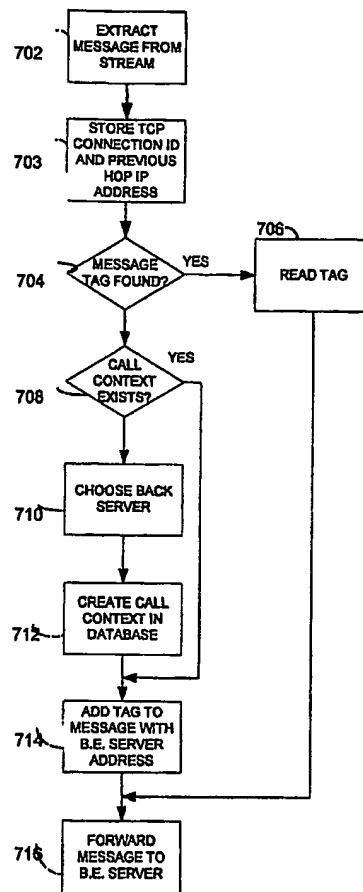 702
EXTRACT
MESSAGE FROM
STREAM
703
STORE TCP
CONNECTION ID
AND PREVIOUS
HOP IP
ADDRESS
704
MESSAGE
TAG FOUND?
YES
706
READ TAG
708
CALL
CONTEXT
EXISTS?
YES
710
CHOOSE BACK
SERVER
712
CREATE CALL
CONTEXT IN
DATABASE
714
ADD TAG TO
MESSAGE WITH
B.E. SERVER
ADDRESS
716
FORWARD
MESSAGE TO
B.E. SERVER